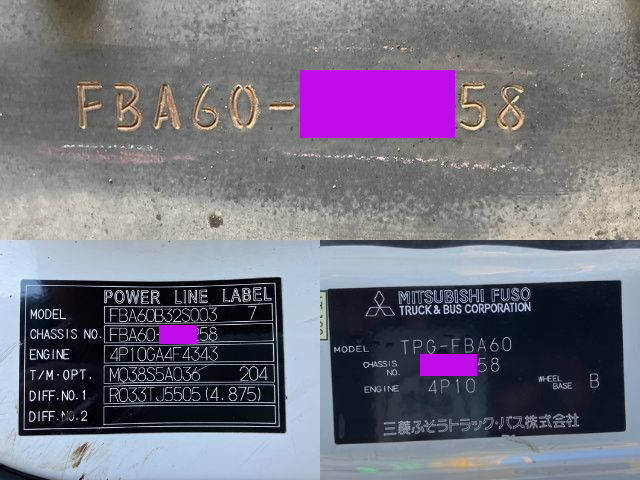 FBA60- 58
POWER LINE LABEL
MODEL FBA60B32S003 7
CHASSIS NO. FBA60- 258
ENGINE 4P10GA4F4343
T/M·OPT. M038S5A036 204
DIFF.NO.1 R033TJ5505(4.875)
DIFF.NO.2
MITSUBISHI FUSO
TRUCK & BUS CORPORATION
MODEL TPG-FBA60
CHASSIS NO. 58
ENGINE 4P10 WHEEL BASE B
三菱ふそうトラック・バス株式会社